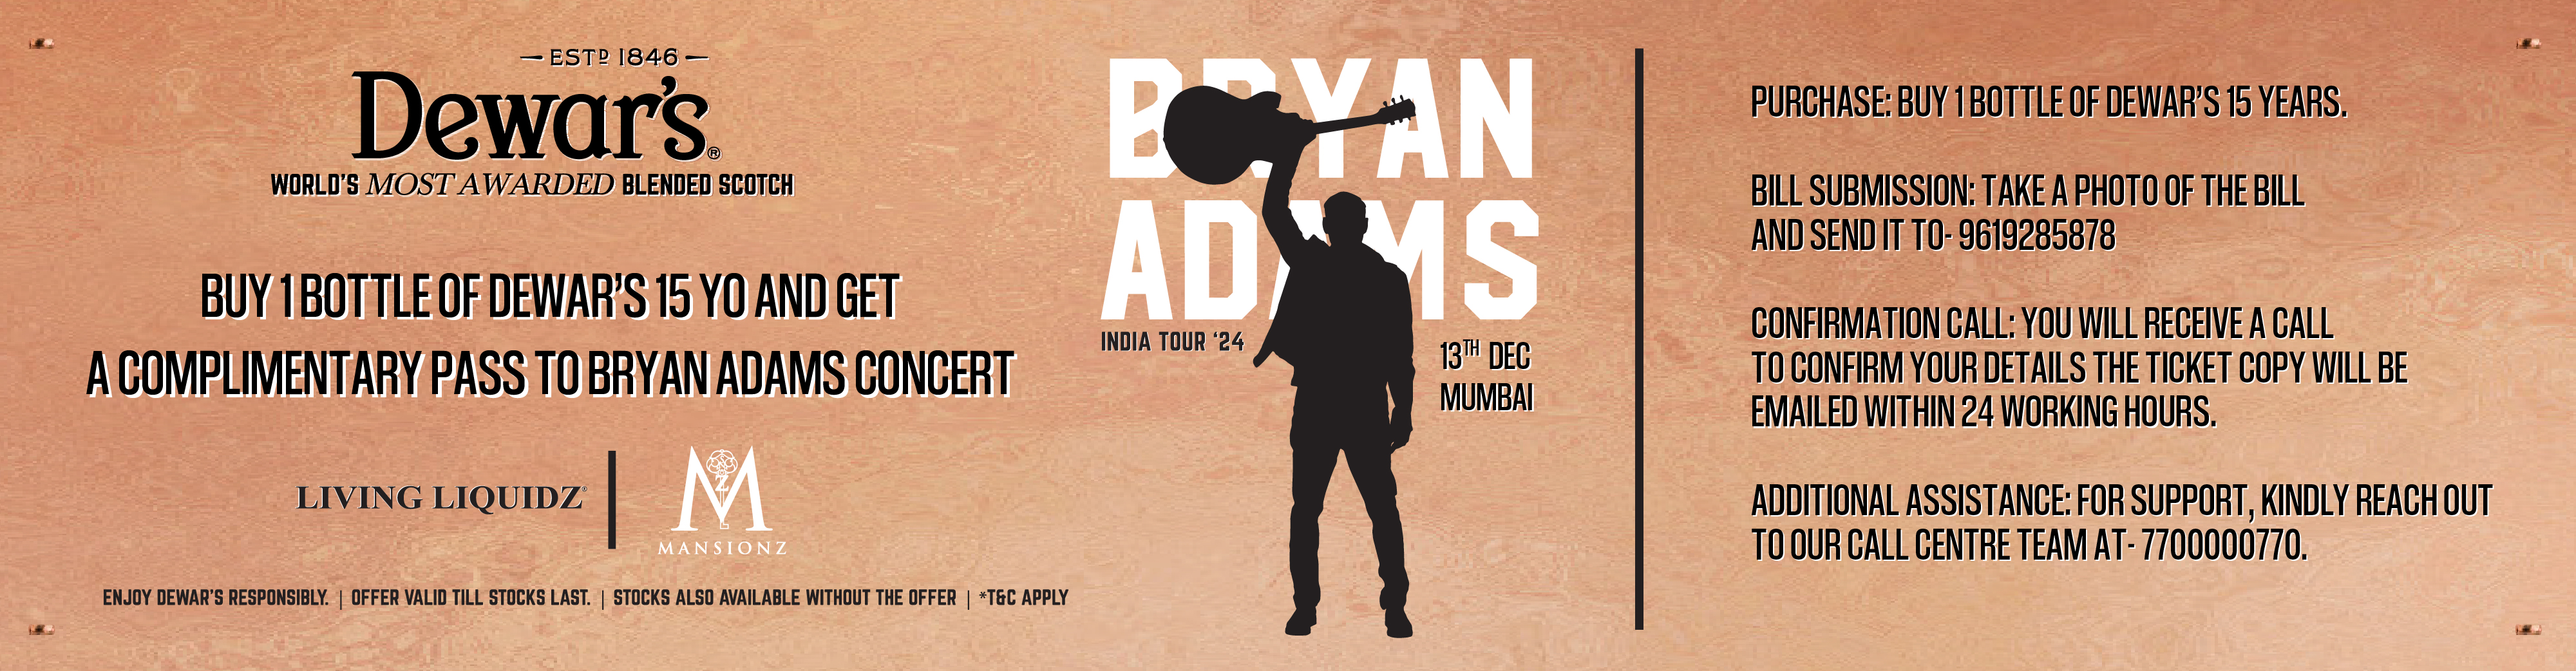 ESTD 1846
Dewar's®
WORLD'S MOST AWARDED BLENDED SCOTCH
BUY 1 BOTTLE OF DEWAR'S 15 YO AND GET
A COMPLIMENTARY PASS TO BRYAN ADAMS CONCERT
LIVING LIQUIDZ®
MANSIONZ
ENJOY DEWAR'S RESPONSIBLY. | OFFER VALID TILL STOCKS LAST. | STOCKS ALSO AVAILABLE WITHOUT THE OFFER | *T&C APPLY
BRYAN
ADAMS
INDIA TOUR '24
13TH DEC
MUMBAI
PURCHASE: BUY 1 BOTTLE OF DEWAR'S 15 YEARS.
BILL SUBMISSION: TAKE A PHOTO OF THE BILL
AND SEND IT TO- 9619285878
CONFIRMATION CALL: YOU WILL RECEIVE A CALL
TO CONFIRM YOUR DETAILS THE TICKET COPY WILL BE
EMAILED WITHIN 24 WORKING HOURS.
ADDITIONAL ASSISTANCE: FOR SUPPORT, KINDLY REACH OUT
TO OUR CALL CENTRE TEAM AT- 7700000770.